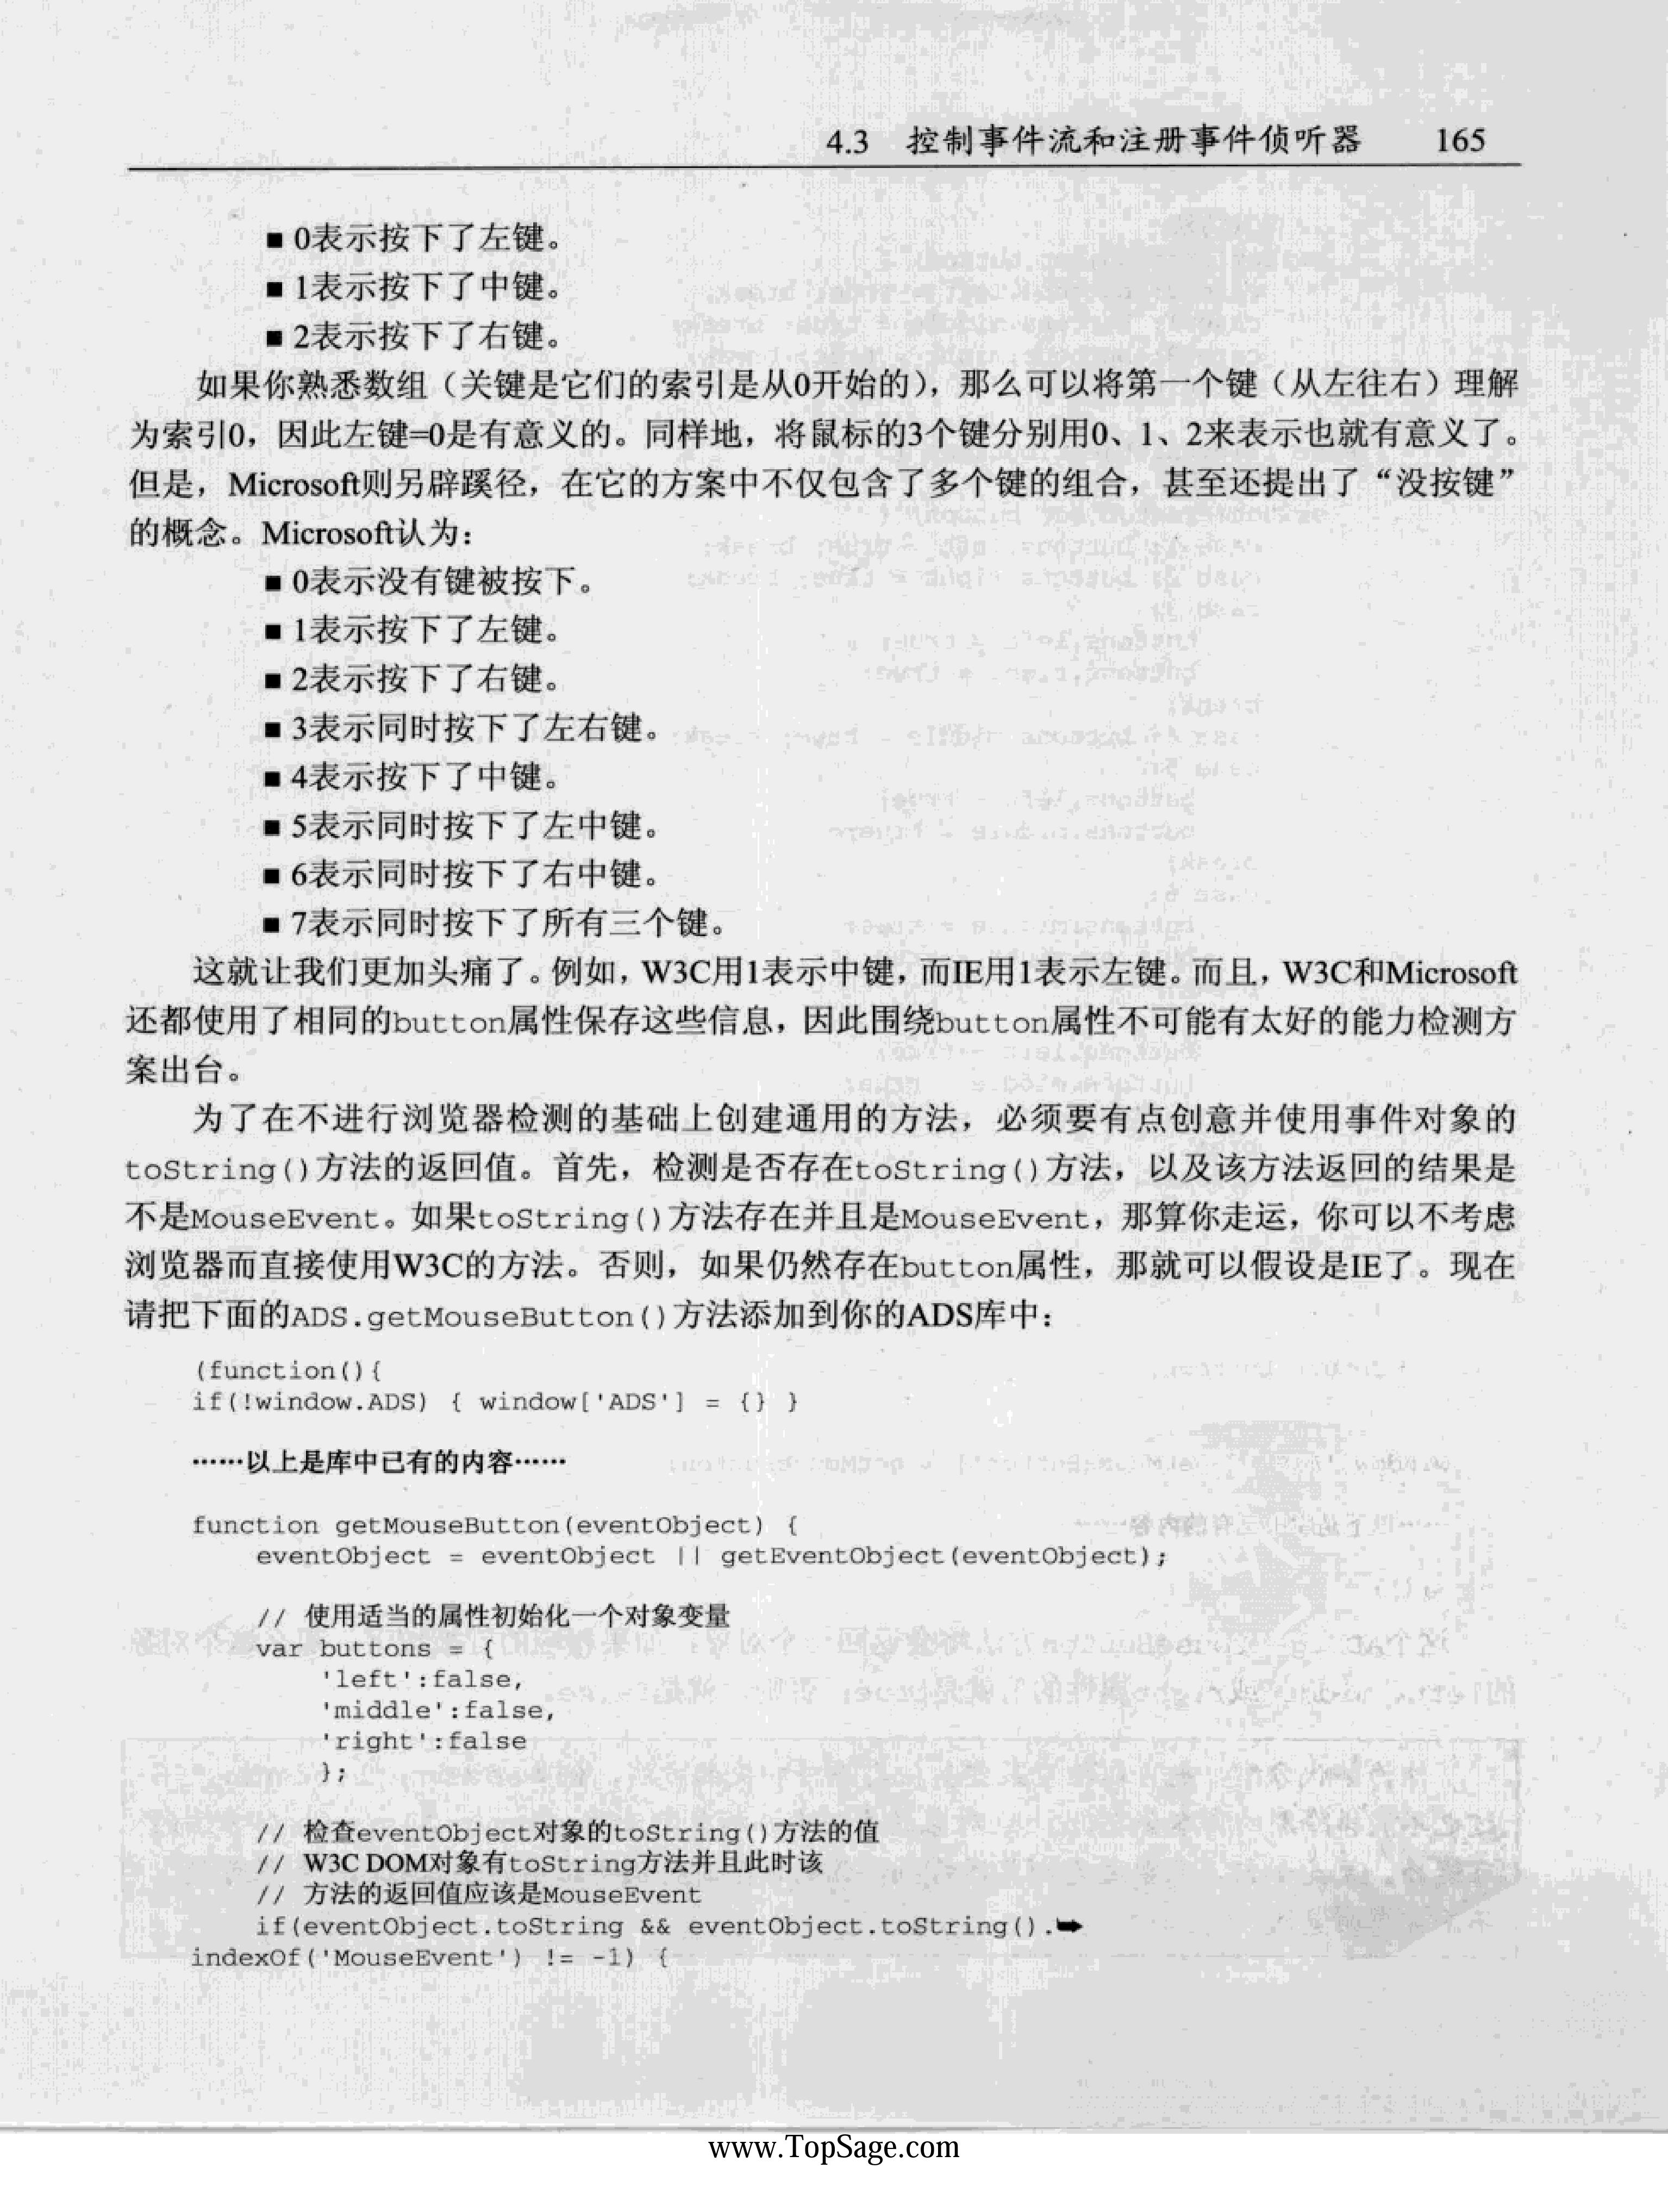 4.3 控制事件流和注册事件侦听器 165
■ 0表示按下了左键。
■ 1表示按下了中键。
■ 2表示按下了右键。
如果你熟悉数组（关键是它们的索引是从0开始的），那么可以将第一个键（从左往右）理解
为索引0，因此左键=0是有意义的。同样地，将鼠标的3个键分别用0、1、2来表示也就有意义了。
但是，Microsoft则另辟蹊径，在它的方案中不仅包含了多个键的组合，甚至还提出了“没按键”
的概念。Microsoft认为：
■ 0表示没有键被按下。
■ 1表示按下了左键。
■ 2表示按下了右键。
■ 3表示同时按下了左右键。
■ 4表示按下了中键。
■ 5表示同时按下了左中键。
■ 6表示同时按下了右中键。
■ 7表示同时按下了所有三个键。
这就让我们更加头痛了。例如，W3C用1表示中键，而IE用1表示左键。而且，W3C和Microsoft
还都使用了相同的button属性保存这些信息，因此围绕button属性不可能有太好的能力检测方
案出台。
为了在不进行浏览器检测的基础上创建通用的方法，必须要有点创意并使用事件对象的
toString()方法的返回值。首先，检测是否存在toString()方法，以及该方法返回的结果是
不是MouseEvent。如果toString()方法存在并且是MouseEvent，那算你走运，你可以不考虑
浏览器而直接使用W3C的方法。否则，如果仍然存在button属性，那就可以假设是IE了。现在
请把下面的ADS.getMouseButton()方法添加到你的ADS库中：
(function(){
if(!window.ADS) { window['ADS'] = {} }
……以上是库中已有的内容……
function getMouseButton(eventObject) {
eventObject = eventObject || getEventObject(eventObject);
// 使用适当的属性初始化一个对象变量
var buttons = {
'left':false,
'middle':false,
'right':false
};
// 检查eventObject对象的toString()方法的值
// W3C DOM对象有toString方法并且此时该
// 方法的返回值应该是MouseEvent
if(eventObject.toString && eventObject.toString().➥
indexOf('MouseEvent') != -1) {
www.TopSage.com